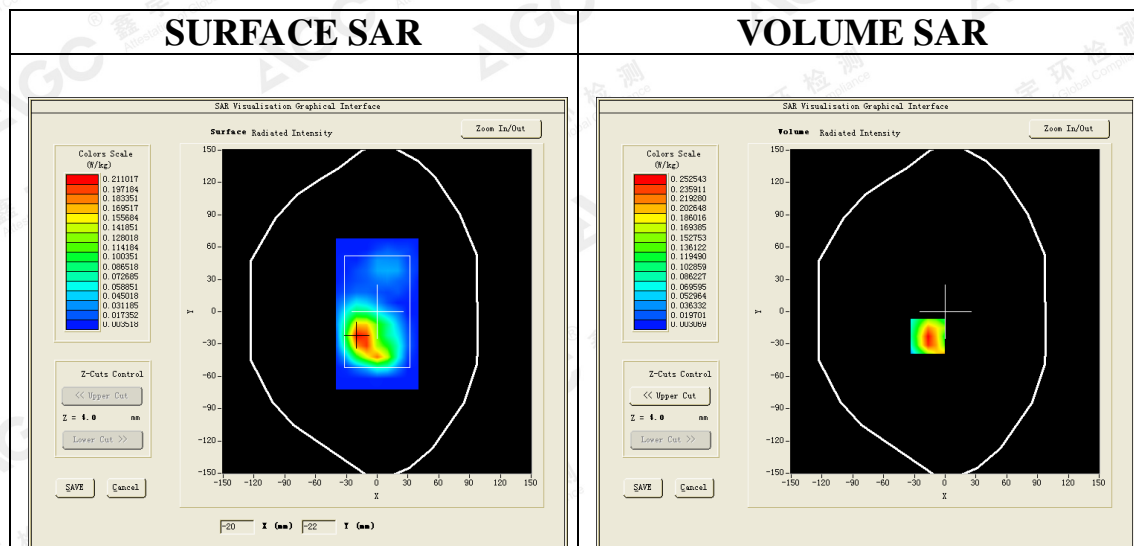 SURFACE SAR
VOLUME SAR
SAR Visualisation Graphical Interface
Surface Radiated Intensity
Zoom In/Out
Colors Scale
(W/kg)
0.211017
0.197184
0.183351
0.169517
0.155684
0.141851
0.128018
0.114184
0.100351
0.086518
0.072685
0.058851
0.045018
0.031185
0.017352
0.003518
150
120
90
60
30
0
-30
-60
-90
-120
-150
Y
-150 -120 -90 -60 -30 0 30 60 90 120 150
X
Z-Cuts Control
<< Upper Cut
Z = 4.0 mm
Lower Cut >>
SAVE Cancel
-20 X (mm) -22 Y (mm)
SAR Visualisation Graphical Interface
Volume Radiated Intensity
Zoom In/Out
Colors Scale
(W/kg)
0.252543
0.235911
0.219280
0.202648
0.186016
0.169385
0.152753
0.136122
0.119490
0.102859
0.086227
0.069595
0.052964
0.036332
0.019701
0.003069
150
120
90
60
30
0
-30
-60
-90
-120
-150
Y
-150 -120 -90 -60 -30 0 30 60 90 120 150
X
Z-Cuts Control
<< Upper Cut
Z = 4.0 mm
Lower Cut >>
SAVE Cancel